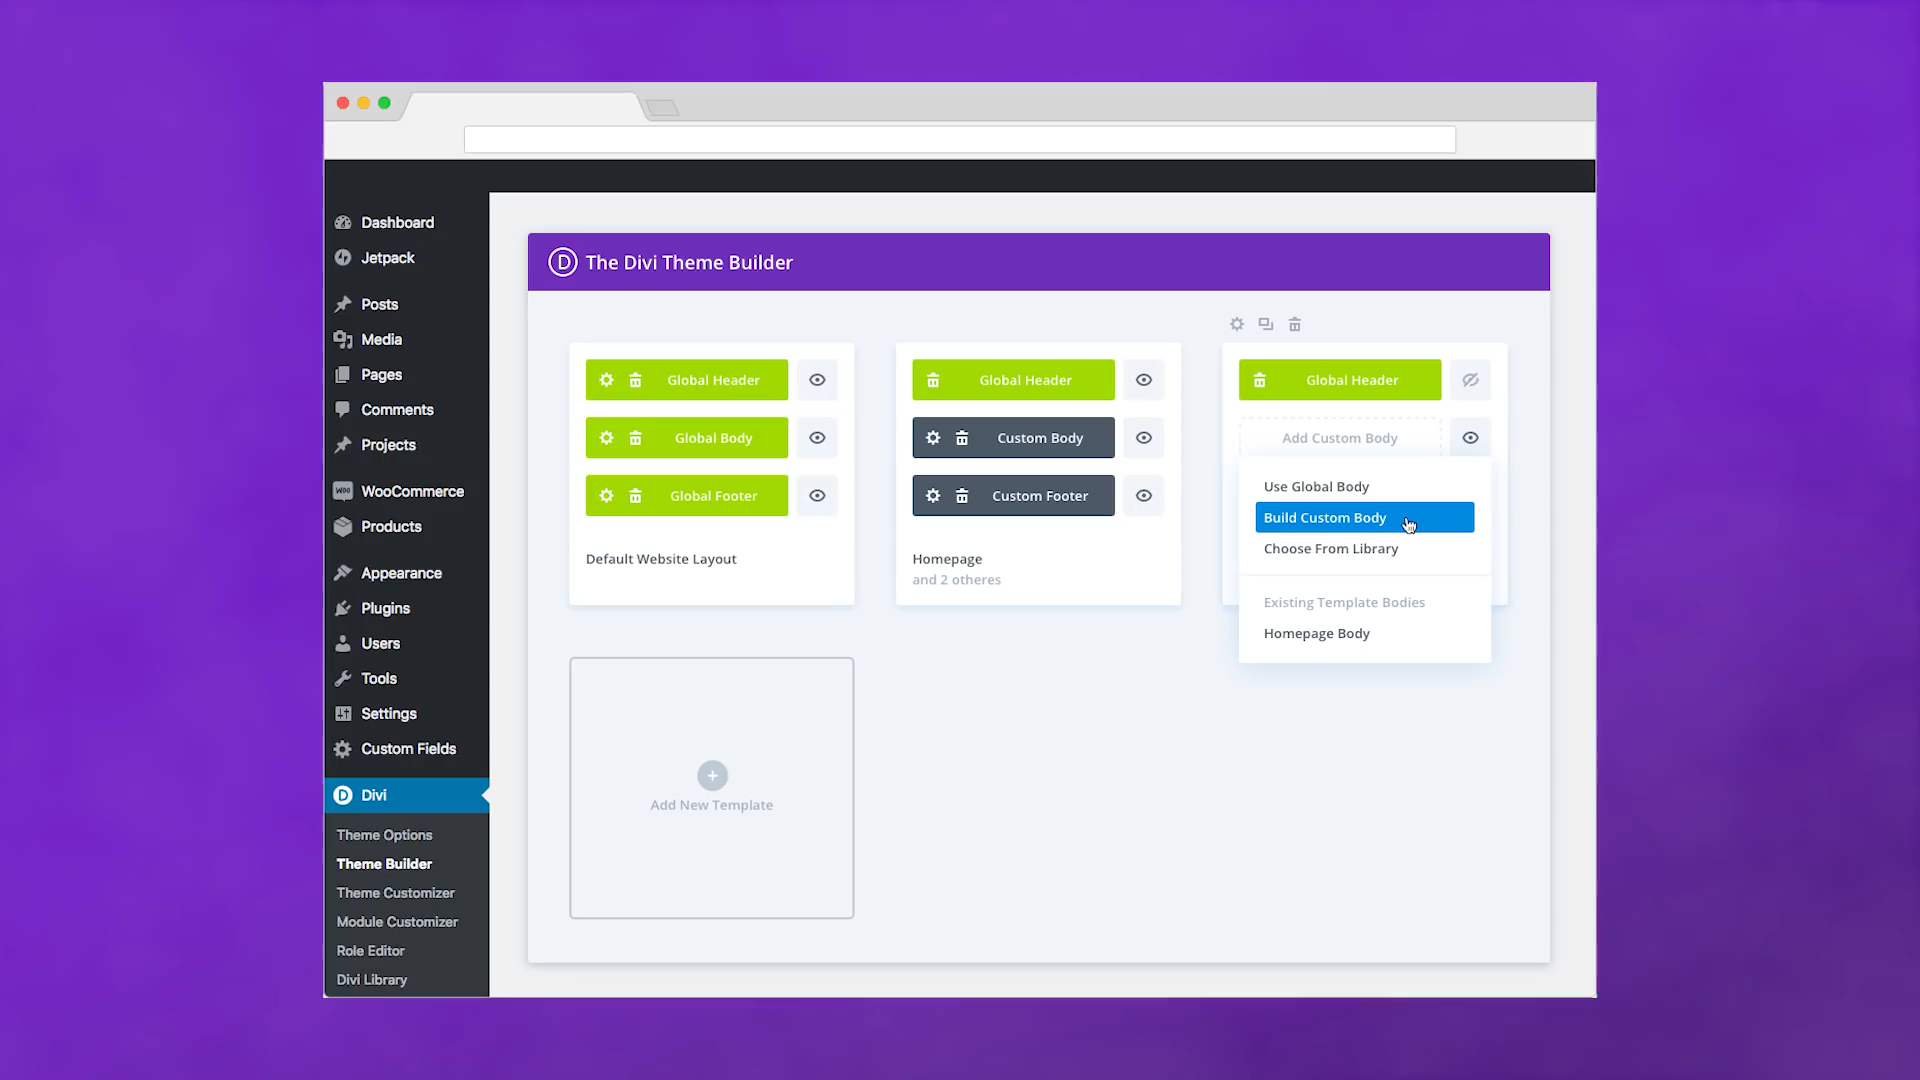 Dashboard
Jetpack
Posts
Media
Pages
Comments
Projects
WOO WooCommerce
Products
Appearance
Plugins
Users
Tools
Settings
Custom Fields
D Divi
Theme Options
Theme Builder
Theme Customizer
Module Customizer
Role Editor
Divi Library
D The Divi Theme Builder
Global Header
Global Body
Global Footer
Default Website Layout
Global Header
Custom Body
Custom Footer
Homepage
and 2 otheres
Global Header
Add Custom Body
Use Global Body
Build Custom Body
Choose From Library
Existing Template Bodies
Homepage Body
Add New Template